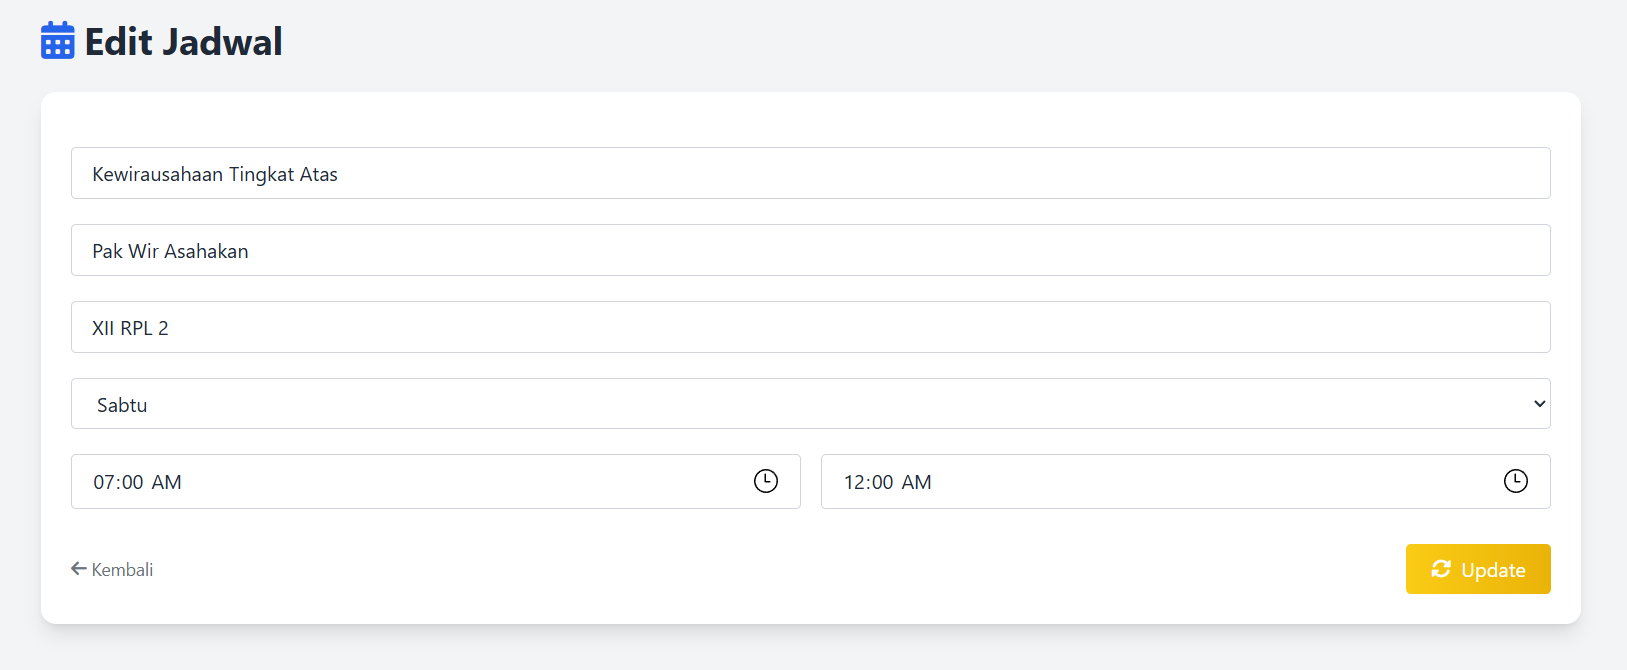 Edit Jadwal
Kewirausahaan Tingkat Atas
Pak Wir Asahakan
XII RPL 2
Sabtu
07:00 AM
12:00 AM
Kembali
Update